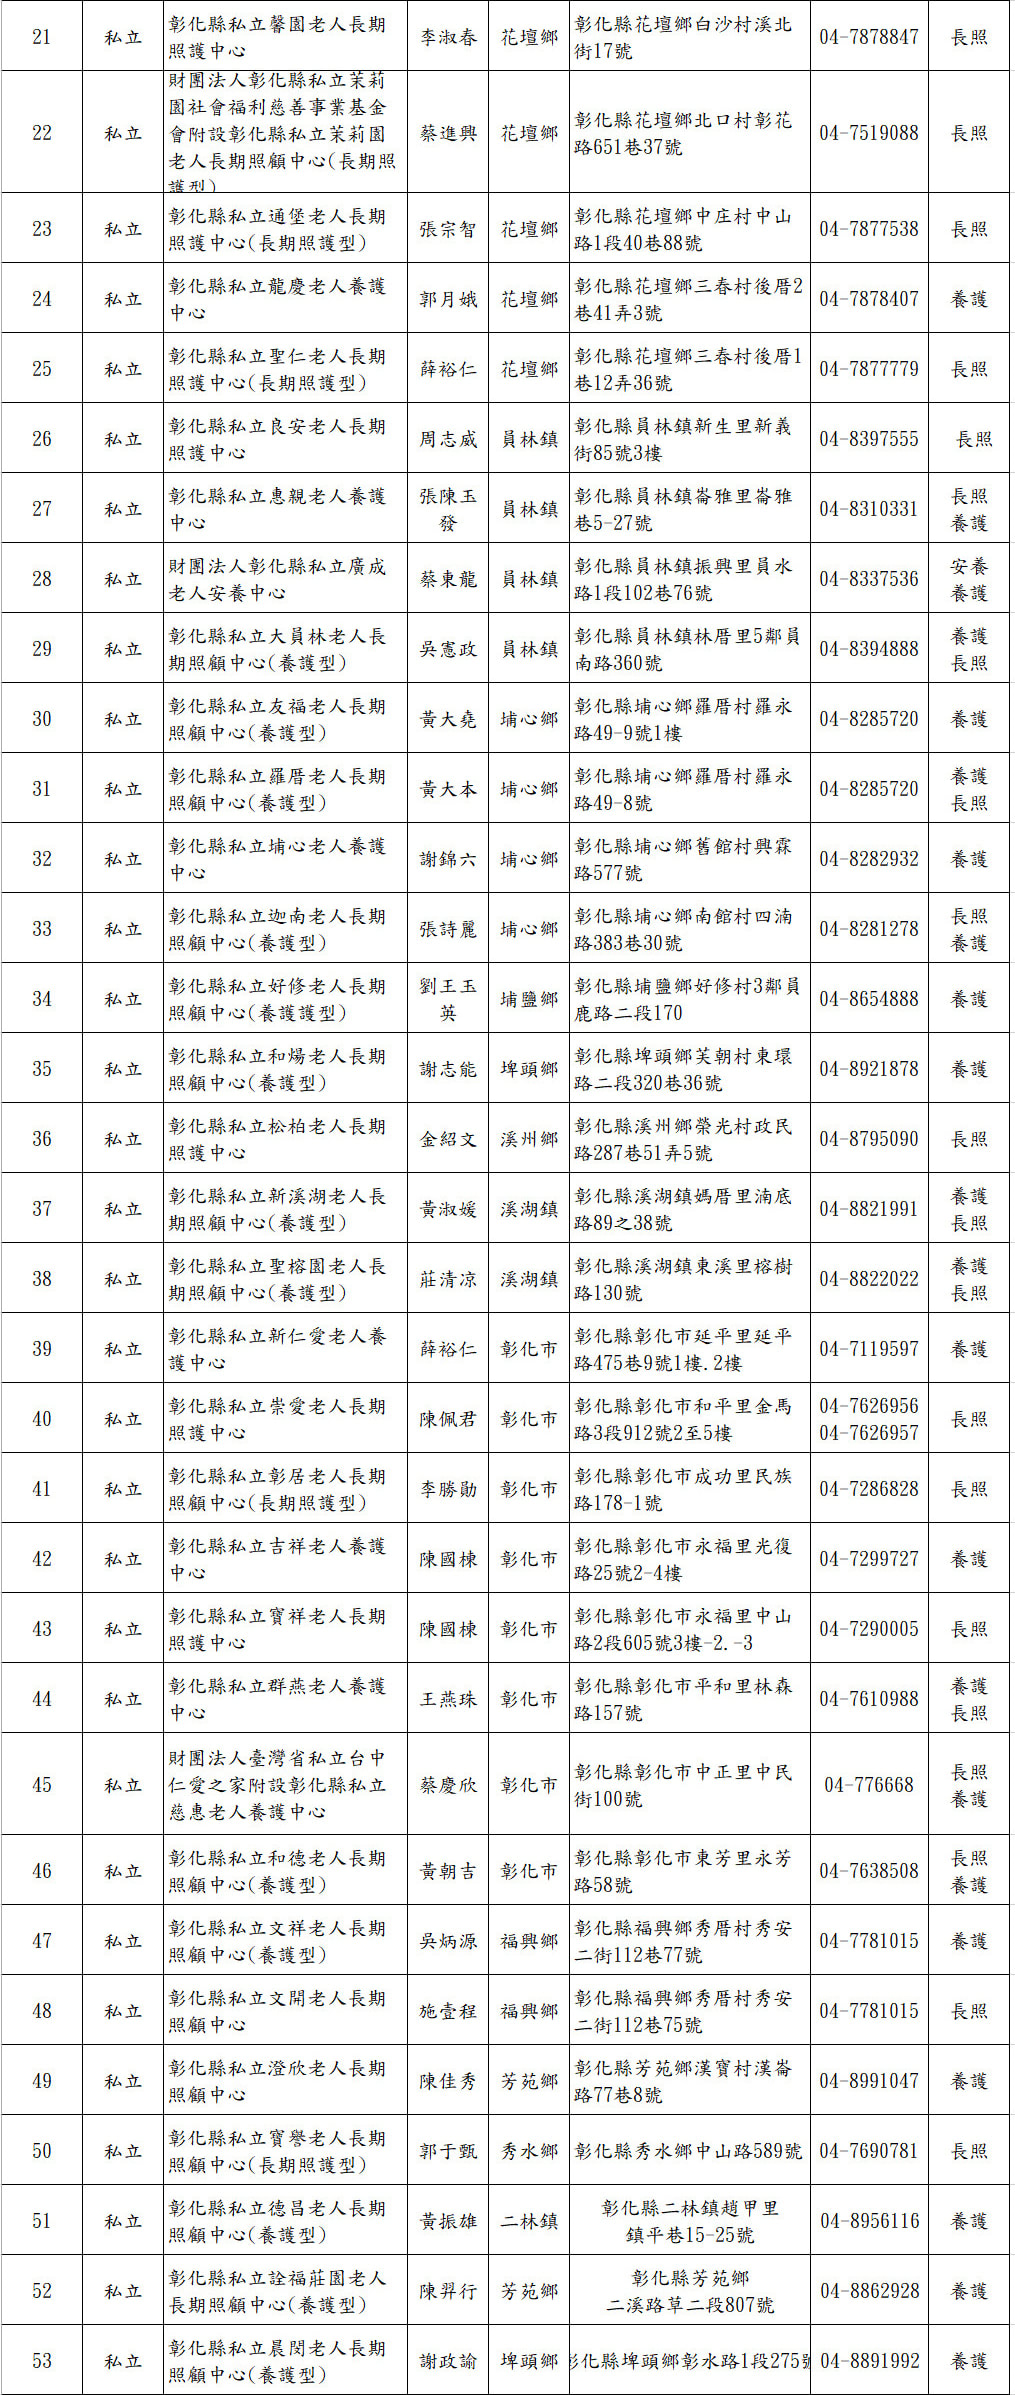 21 私立 彰化縣私立馨園老人長期照護中心 李淑春 花壇鄉 彰化縣花壇鄉白沙村溪北街17號 04-7878847 長照
22 私立 財團法人彰化縣私立茉莉園社會福利慈善事業基金會附設彰化縣私立茉莉園老人長期照顧中心(長期照護型) 蔡進興 花壇鄉 彰化縣花壇鄉北口村彰花路651巷37號 04-7519088 長照
23 私立 彰化縣私立通堡老人長期照護中心(長期照護型) 張宗智 花壇鄉 彰化縣花壇鄉中庄村中山路1段40巷88號 04-7877538 長照
24 私立 彰化縣私立龍慶老人養護中心 郭月娥 花壇鄉 彰化縣花壇鄉三春村後厝2巷41弄3號 04-7878407 養護
25 私立 彰化縣私立聖仁老人長期照護中心(長期照護型) 薛裕仁 花壇鄉 彰化縣花壇鄉三春村後厝1巷12弄36號 04-7877779 長照
26 私立 彰化縣私立良安老人長期照護中心 周志威 員林鎮 彰化縣員林鎮新生里新義街85號3樓 04-8397555 長照
27 私立 彰化縣私立惠親老人養護中心 張陳玉發 員林鎮 彰化縣員林鎮崙雅里崙雅巷5-27號 04-8310331 長照 養護
28 私立 財團法人彰化縣私立廣成老人安養中心 蔡東龍 員林鎮 彰化縣員林鎮振興里員水路1段102巷76號 04-8337536 安養 養護
29 私立 彰化縣私立大員林老人長期照顧中心(養護型) 吳憲政 員林鎮 彰化縣員林鎮林厝里5鄰員南路360號 04-8394888 養護 長照
30 私立 彰化縣私立友福老人長期照顧中心(養護型) 黃大堯 埔心鄉 彰化縣埔心鄉羅厝村羅永路49-9號1樓 04-8285720 養護
31 私立 彰化縣私立羅厝老人長期照顧中心(養護型) 黃大本 埔心鄉 彰化縣埔心鄉羅厝村羅永路49-8號 04-8285720 養護 長照
32 私立 彰化縣私立埔心老人養護中心 謝錦六 埔心鄉 彰化縣埔心鄉舊館村興霖路577號 04-8282932 養護
33 私立 彰化縣私立迦南老人長期照顧中心(養護型) 張詩麗 埔心鄉 彰化縣埔心鄉南館村四湳路383巷30號 04-8281278 長照 養護
34 私立 彰化縣私立好修老人長期照顧中心(養護護型) 劉王玉英 埔鹽鄉 彰化縣埔鹽鄉好修村3鄰員鹿路二段170 04-8654888 養護
35 私立 彰化縣私立和煬老人長期照顧中心(養護型) 謝志能 埤頭鄉 彰化縣埤頭鄉芙朝村東環路二段320巷36號 04-8921878 養護
36 私立 彰化縣私立松柏老人長期照護中心 金紹文 溪州鄉 彰化縣溪州鄉榮光村政民路287巷51弄5號 04-8795090 長照
37 私立 彰化縣私立新溪湖老人長期照顧中心(養護型) 黃淑媛 溪湖鎮 彰化縣溪湖鎮媽厝里湳底路89之38號 04-8821991 養護 長照
38 私立 彰化縣私立聖榕園老人長期照顧中心(養護型) 莊清凉 溪湖鎮 彰化縣溪湖鎮東溪里榕樹路130號 04-8822022 養護 長照
39 私立 彰化縣私立新仁愛老人養護中心 薛裕仁 彰化市 彰化縣彰化市延平里延平路475巷9號1樓.2樓 04-7119597 養護
40 私立 彰化縣私立崇愛老人長期照護中心 陳佩君 彰化市 彰化縣彰化市和平里金馬路3段912號2至5樓 04-7626956 04-7626957 長照
41 私立 彰化縣私立彰居老人長期照顧中心(長期照護型) 李勝勛 彰化市 彰化縣彰化市成功里民族路178-1號 04-7286828 長照
42 私立 彰化縣私立吉祥老人養護中心 陳國棟 彰化市 彰化縣彰化市永福里光復路25號2-4樓 04-7299727 養護
43 私立 彰化縣私立寶祥老人長期照護中心 陳國棟 彰化市 彰化縣彰化市永福里中山路2段605號3樓-2.-3 04-7290005 長照
44 私立 彰化縣私立群燕老人養護中心 王燕珠 彰化市 彰化縣彰化市平和里林森路157號 04-7610988 養護 長照
45 私立 財團法人臺灣省私立台中仁愛之家附設彰化縣私立慈惠老人養護中心 蔡慶欣 彰化市 彰化縣彰化市中正里中民街100號 04-776668 長照 養護
46 私立 彰化縣私立和德老人長期照顧中心(養護型) 黃朝吉 彰化市 彰化縣彰化市東芳里永芳路58號 04-7638508 長照 養護
47 私立 彰化縣私立文祥老人長期照顧中心(養護型) 吳炳源 福興鄉 彰化縣福興鄉秀厝村秀安二街112巷77號 04-7781015 養護
48 私立 彰化縣私立文開老人長期照顧中心 施壹程 福興鄉 彰化縣福興鄉秀厝村秀安二街112巷75號 04-7781015 長照
49 私立 彰化縣私立澄欣老人長期照顧中心 陳佳秀 芳苑鄉 彰化縣芳苑鄉漢寶村漢崙路77巷8號 04-8991047 養護
50 私立 彰化縣私立寶譽老人長期照顧中心(長期照護型) 郭于甄 秀水鄉 彰化縣秀水鄉中山路589號 04-7690781 長照
51 私立 彰化縣私立德昌老人長期照顧中心(養護型) 黃振雄 二林鎮 彰化縣二林鎮趙甲里鎮平巷15-25號 04-8956116 養護
52 私立 彰化縣私立詮福莊園老人長期照顧中心(養護型) 陳羿行 芳苑鄉 彰化縣芳苑鄉二溪路草二段807號 04-8862928 養護
53 私立 彰化縣私立晨閔老人長期照顧中心(養護型) 謝政諭 埤頭鄉 彰化縣埤頭鄉彰水路1段275號 04-8891992 養護